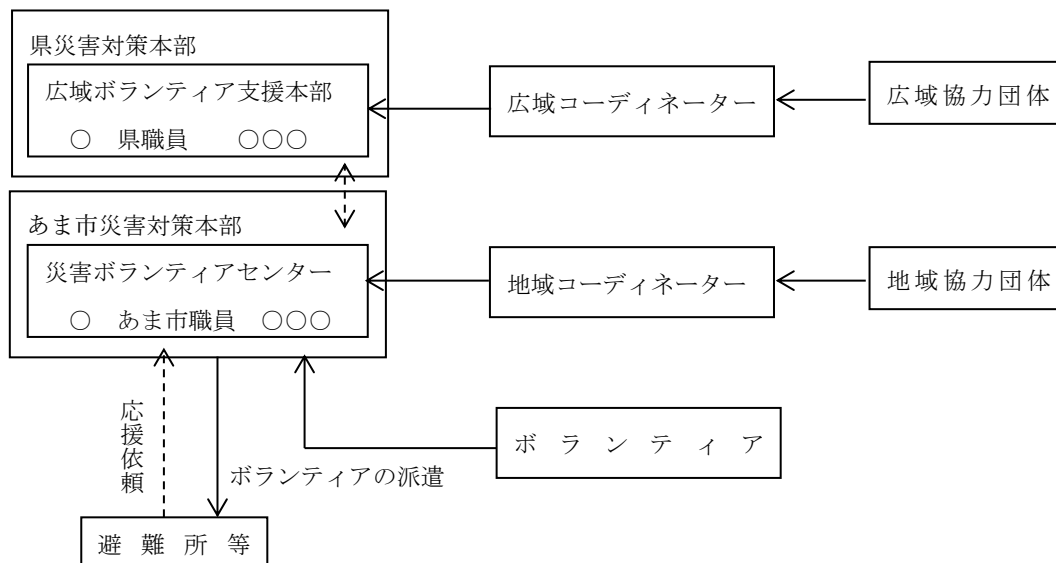 県災害対策本部
広域ボランティア支援本部
○ 県職員 ○○○
広域コーディネーター
広域協力団体
あま市災害対策本部
災害ボランティアセンター
○ あま市職員 ○○○
地域コーディネーター
地域協力団体
応援依頼
ボランティアの派遣
ボランティア
避難所等